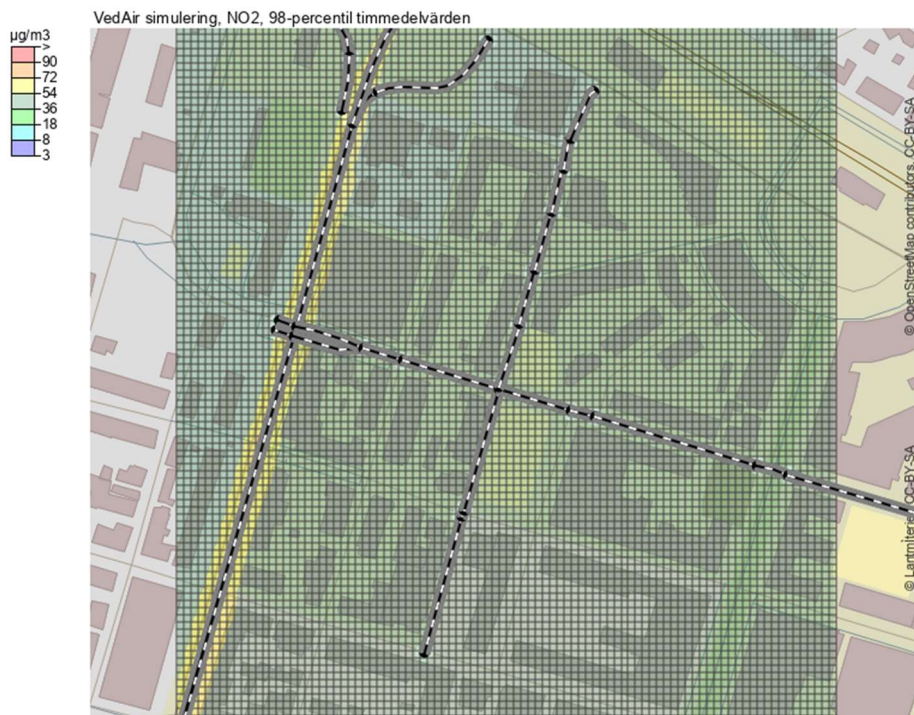 VedAir simulering, NO2, 98-percentil timmedelvärden
µg/m3
>
90
72
54
36
18
8
3
© OpenStreetMap contributors, CC-BY-SA
© Lantmäteriet, CC-BY-SA